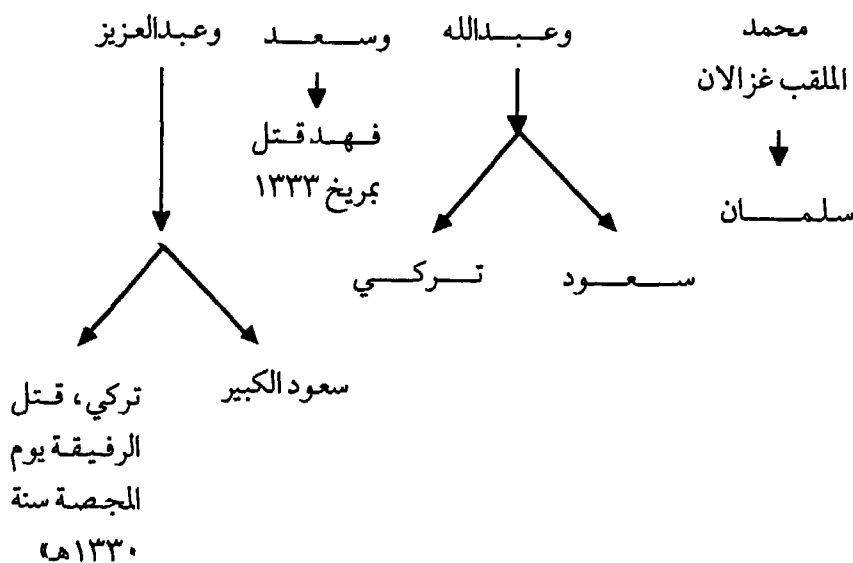 محمد
الملقب غزالان
سلمان
وعبدالله
سعود
تركي
وسعد
فهد قتل
بمريخ ١٣٣٣
وعبدالعزيز
سعود الكبير
تركي، قتل
الرفيقة يوم
المجصة سنة
١٣٣٠هـ»